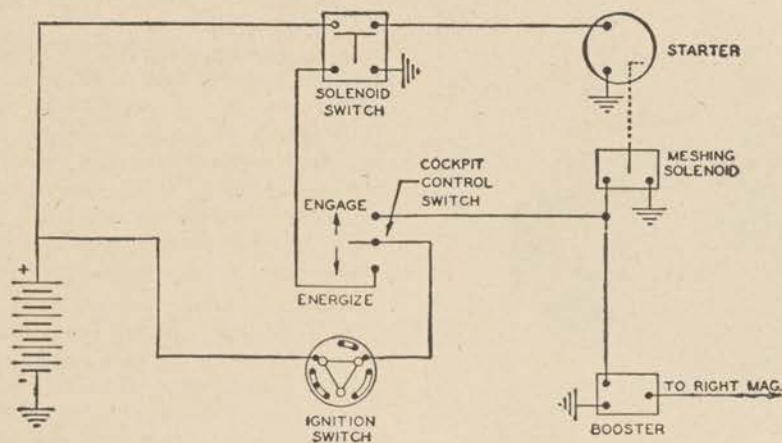 STARTER
SOLENOID
SWITCH
MESHING
SOLENOID
COCKPIT
CONTROL
SWITCH
ENGAGE
ENERGIZE
+
-
IGNITION
SWITCH
TO RIGHT MAG.
BOOSTER